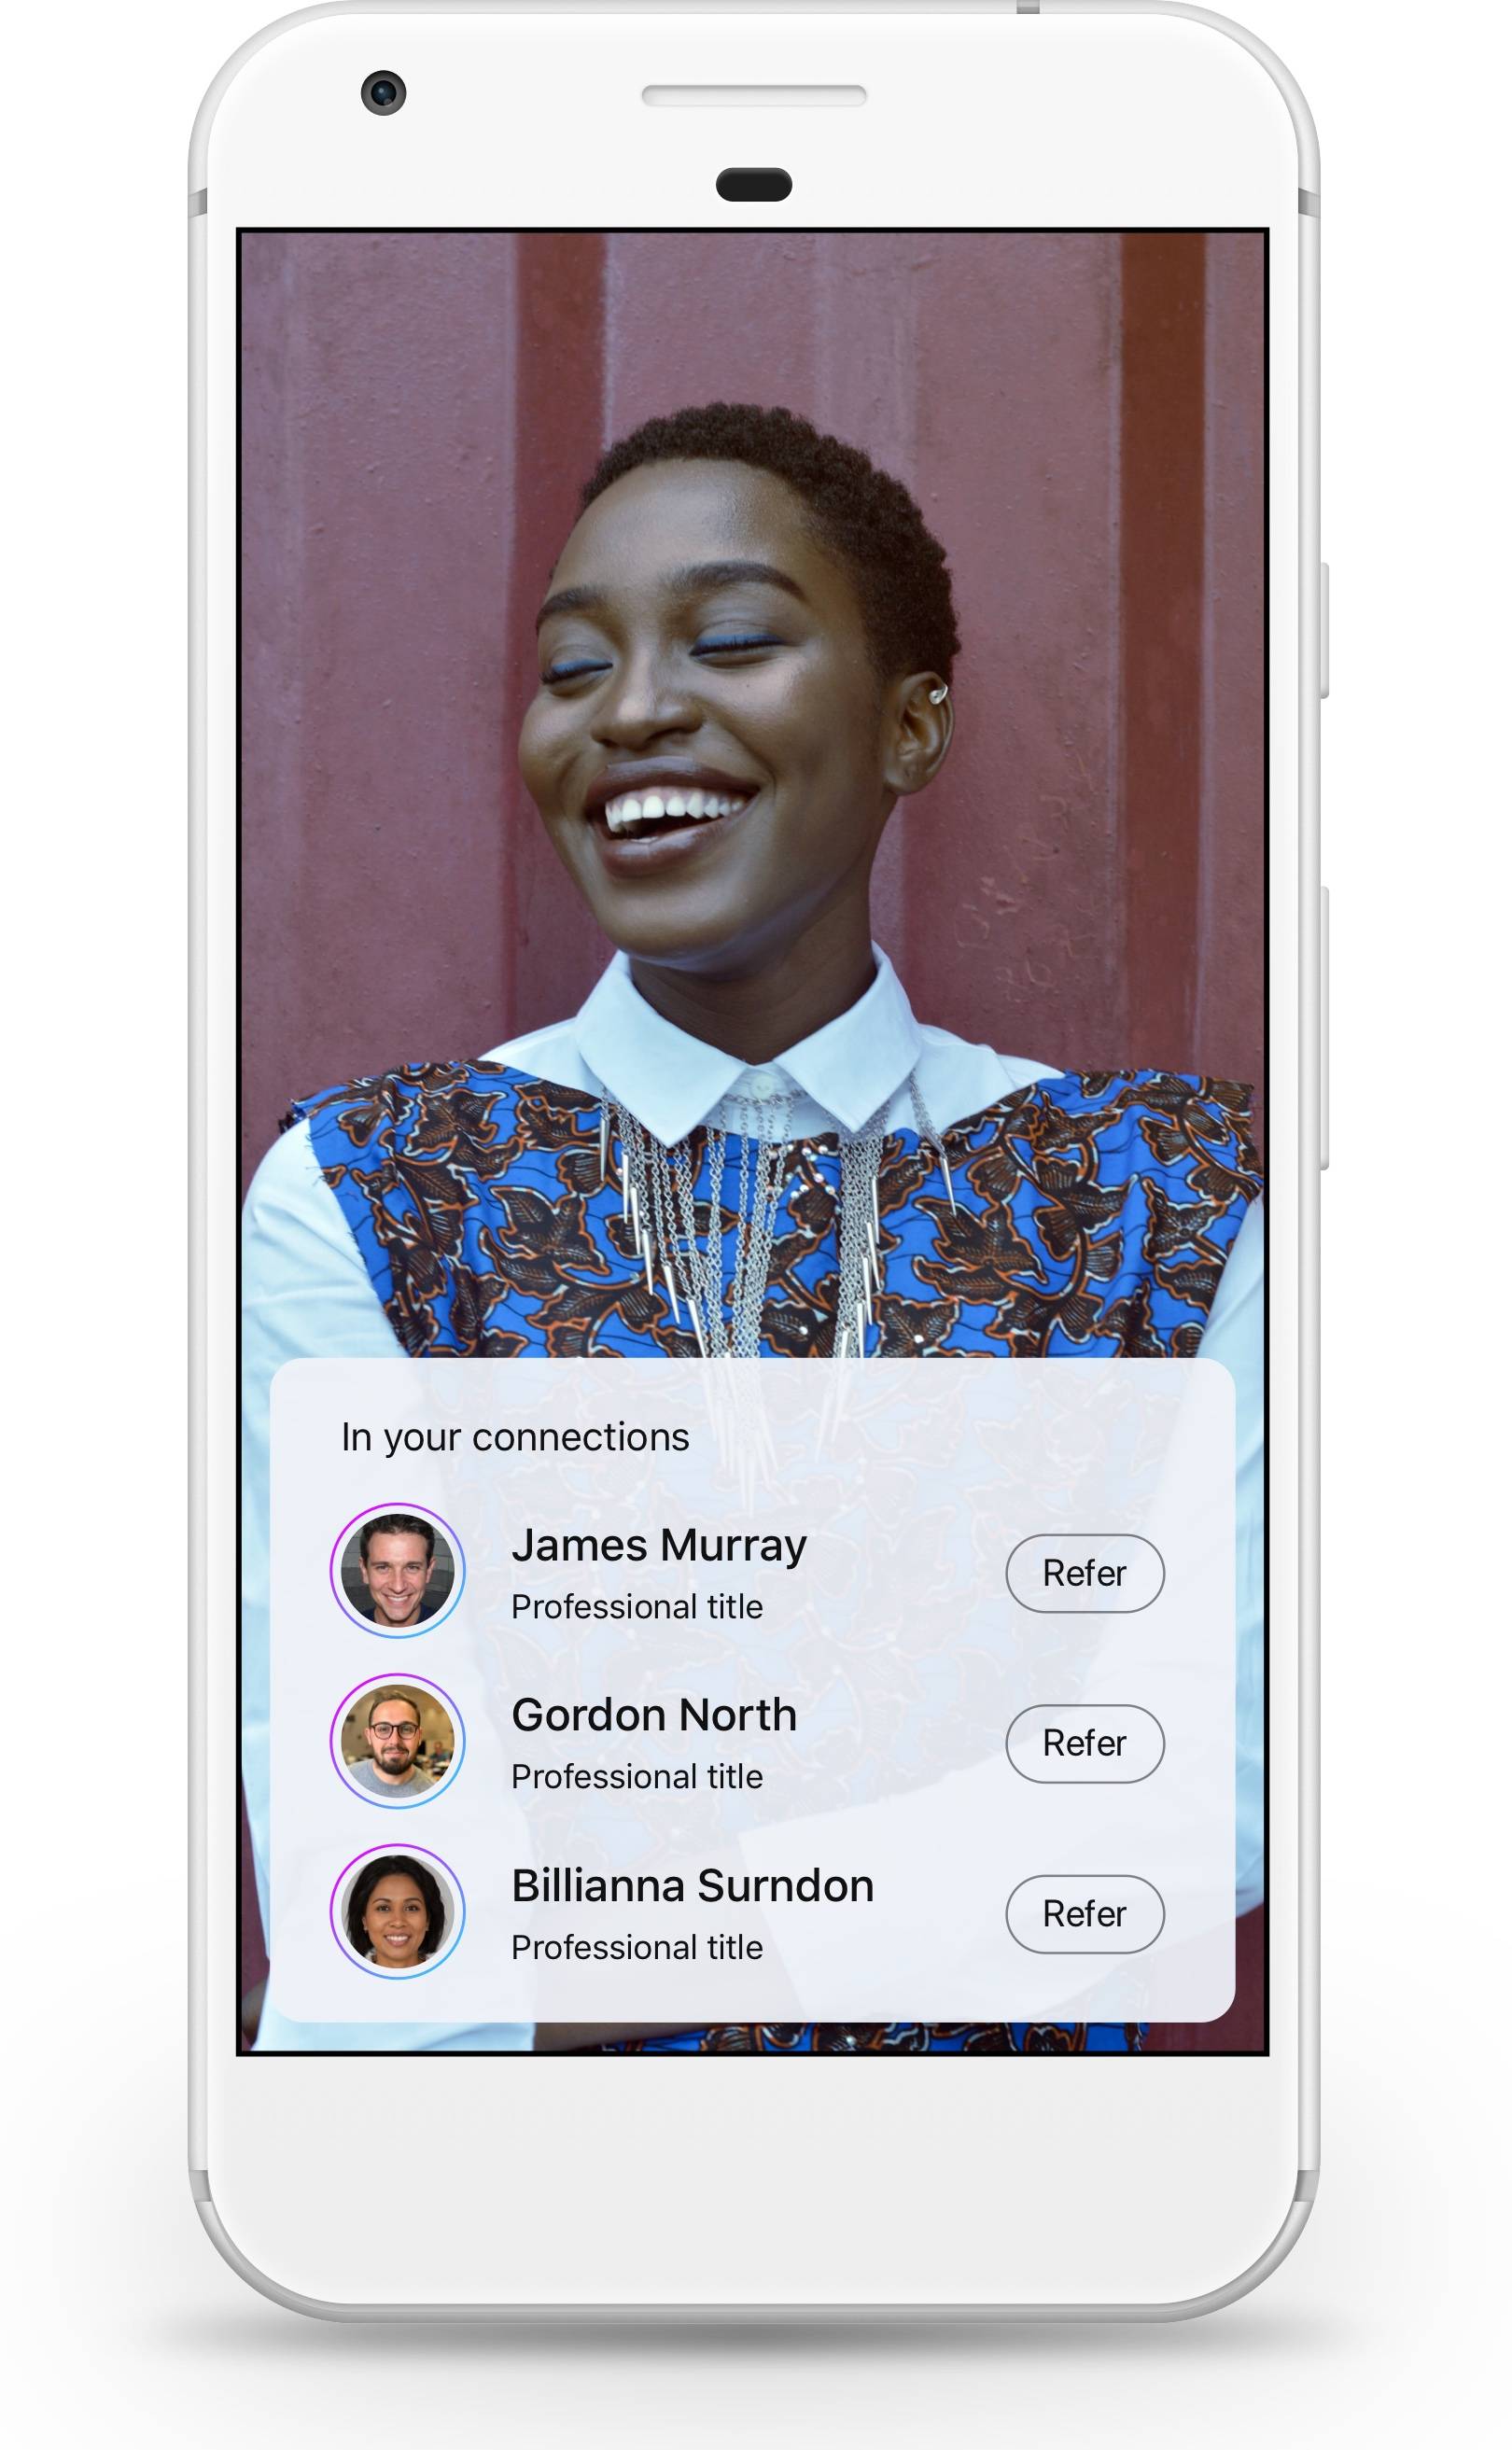 In your connections
James Murray
Professional title
Refer
Gordon North
Professional title
Refer
Billianna Surndon
Professional title
Refer